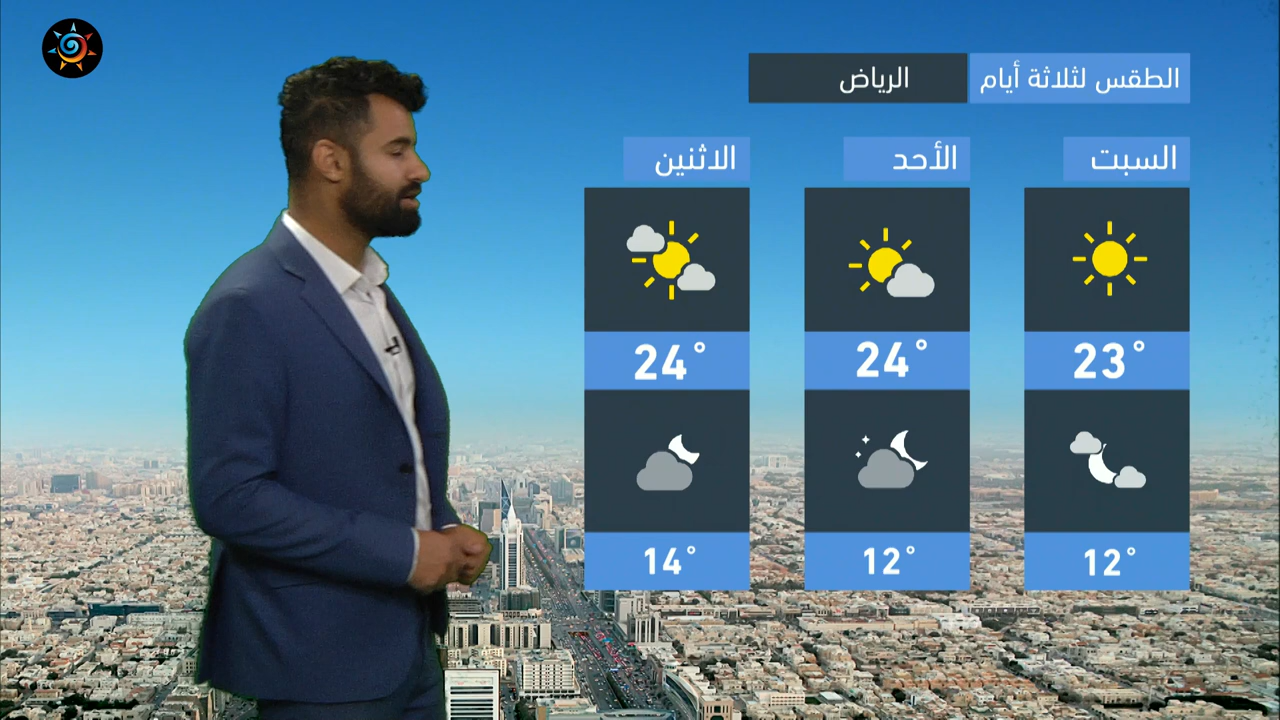 الطقس لثلاثة أيام الرياض
السبت الأحد الاثنين
23° 24° 24°
12° 12° 14°